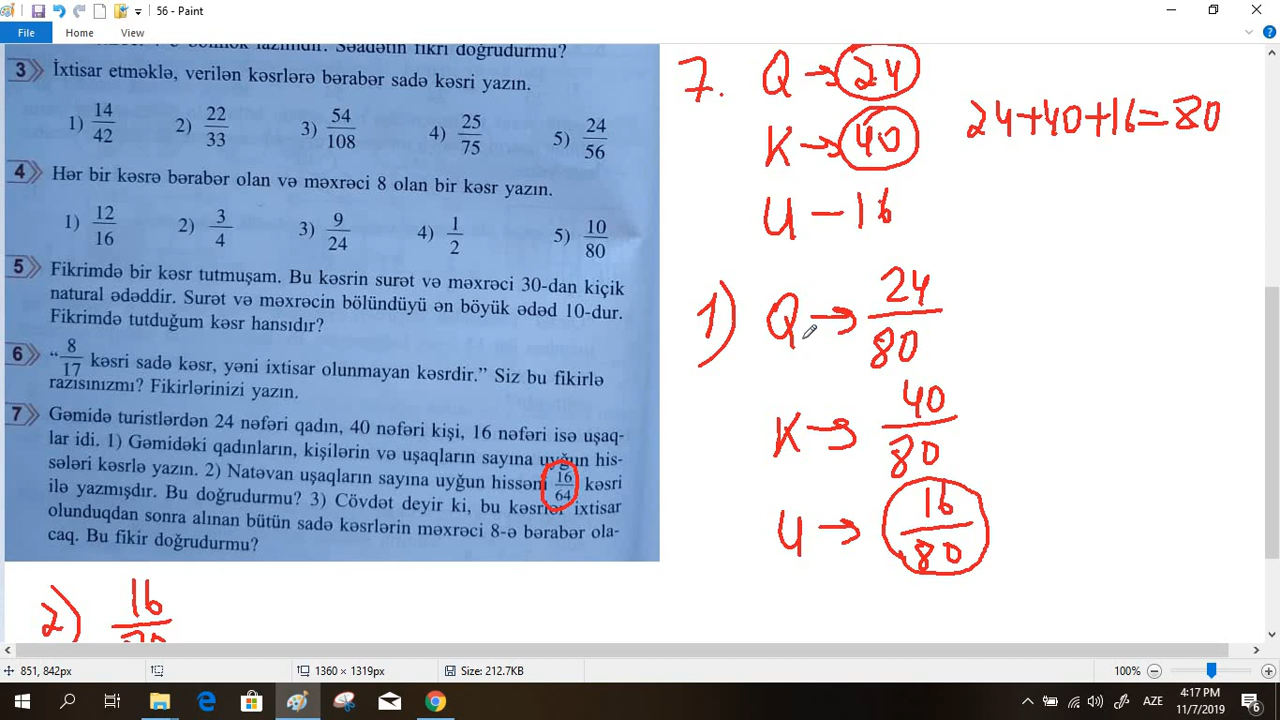 56 - Paint
File Home View
Səadətin fikri doğrudurmu?
3 İxtisar etməklə, verilən kəsrlərə bərabər sadə kəsri yazın.
1) 14/42 2) 22/33 3) 54/108 4) 25/75 5) 24/56
4 Hər bir kəsrə bərabər olan və məxrəci 8 olan bir kəsr yazın.
1) 12/16 2) 3/4 3) 9/24 4) 1/2 5) 10/80
5 Fikrimdə bir kəsr tutmuşam. Bu kəsrin surət və məxrəci 30-dan kiçik
natural ədəddir. Surət və məxrəcin bölündüyü ən böyük ədəd 10-dur.
Fikrimdə tutduğum kəsr hansıdır?
6 "8/17 kəsri sadə kəsr, yəni ixtisar olunmayan kəsrdir." Siz bu fikirlə
razısınızmı? Fikirlərinizi yazın.
7 Gəmidə turistlərdən 24 nəfəri qadın, 40 nəfəri kişi, 16 nəfəri isə uşaq-
lar idi. 1) Gəmidəki qadınların, kişilərin və uşaqların sayına uyğun his-
sələri kəsrlə yazın. 2) Natəvan uşaqların sayına uyğun hissəni 16/64 kəsri
ilə yazmışdır. Bu doğrudurmu? 3) Cövdət deyir ki, bu kəsrlər ixtisar
olunduqdan sonra alınan bütün sadə kəsrlərin məxrəci 8-ə bərabər ola-
caq. Bu fikir doğrudurmu?
2) 16
7. Q → 24
K → 40
U – 16
24+40+16=80
1) Q → 24/80
K → 40/80
U → 16/80
851, 842px
1360 × 1319px
Size: 212.7KB
100%
AZE
4:17 PM
11/7/2019
6